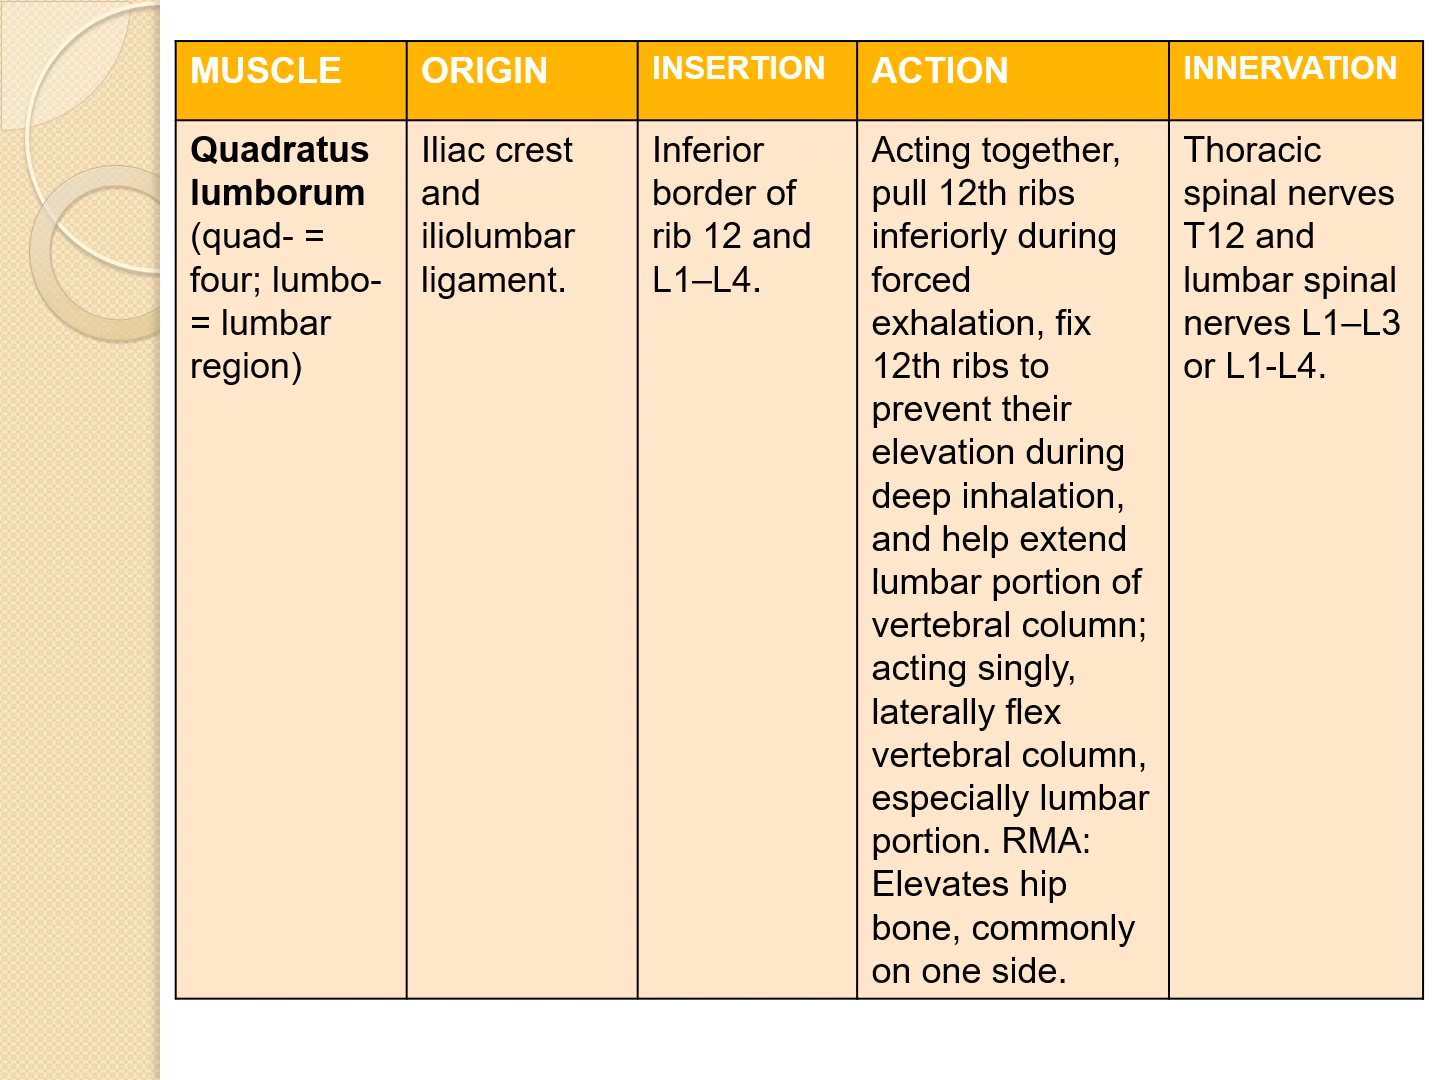 MUSCLE
ORIGIN
INSERTION
ACTION
INNERVATION
Quadratus
lumborum
(quad- =
four; lumbo-
= lumbar
region)
Iliac crest
and
iliolumbar
ligament.
Inferior
border of
rib 12 and
L1–L4.
Acting together,
pull 12th ribs
inferiorly during
forced
exhalation, fix
12th ribs to
prevent their
elevation during
deep inhalation,
and help extend
lumbar portion of
vertebral column;
acting singly,
laterally flex
vertebral column,
especially lumbar
portion. RMA:
Elevates hip
bone, commonly
on one side.
Thoracic
spinal nerves
T12 and
lumbar spinal
nerves L1–L3
or L1-L4.